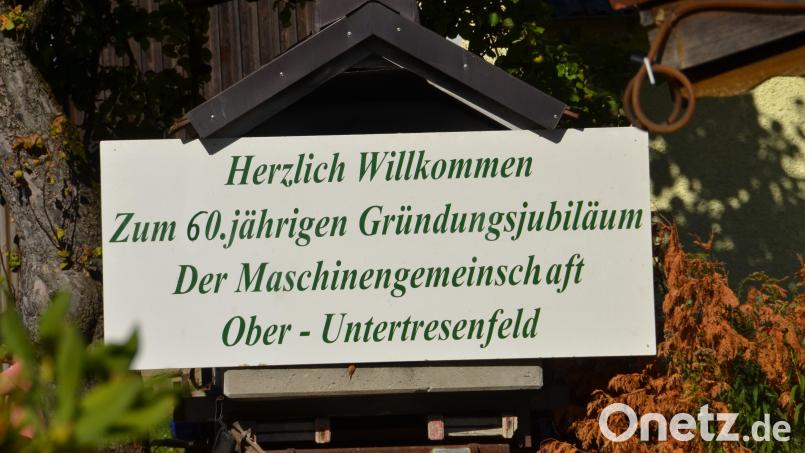 Herzlich Willkommen
Zum 60.jährigen Gründungsjubiläum
Der Maschinengemeinschaft
Ober - Untertresenfeld
Onetz.de